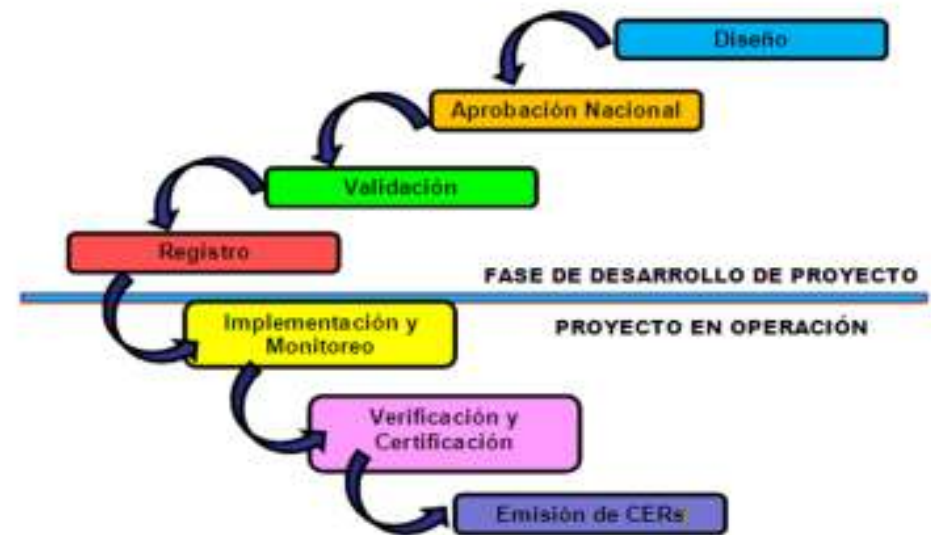 Diseño
Aprobación Nacional
Validación
Registro
FASE DE DESARROLLO DE PROYECTO
PROYECTO EN OPERACIÓN
Implementación y
Monitoreo
Verificación y
Certificación
Emisión de CERs